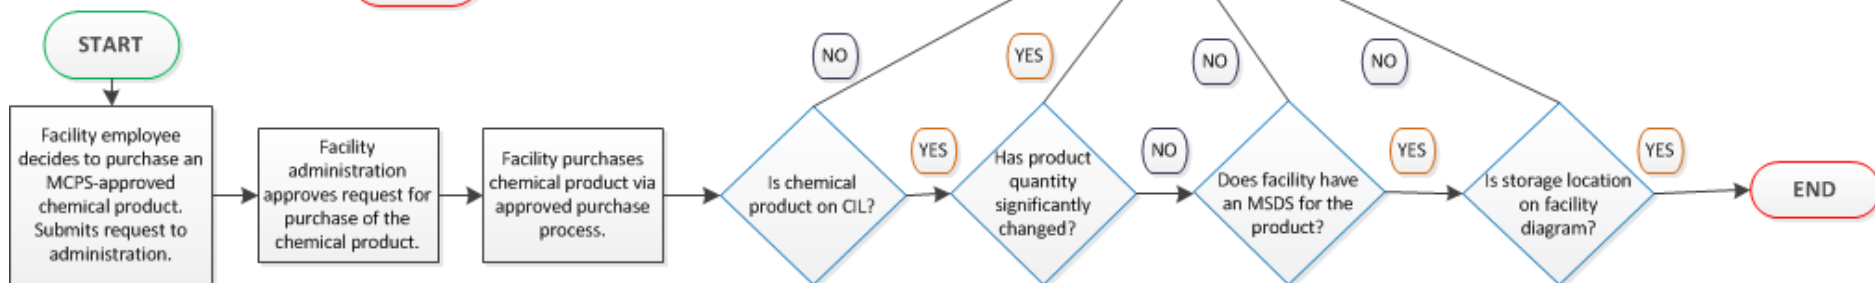 START
Facility employee
decides to purchase an
MCPS-approved
chemical product.
Submits request to
administration.
Facility
administration
approves request for
purchase of the
chemical product.
Facility purchases
chemical product via
approved purchase
process.
NO
Is chemical
product on CIL?
YES
YES
Has product
quantity
significantly
changed?
NO
NO
Does facility have
an MSDS for the
product?
YES
NO
Is storage location
on facility
diagram?
YES
END